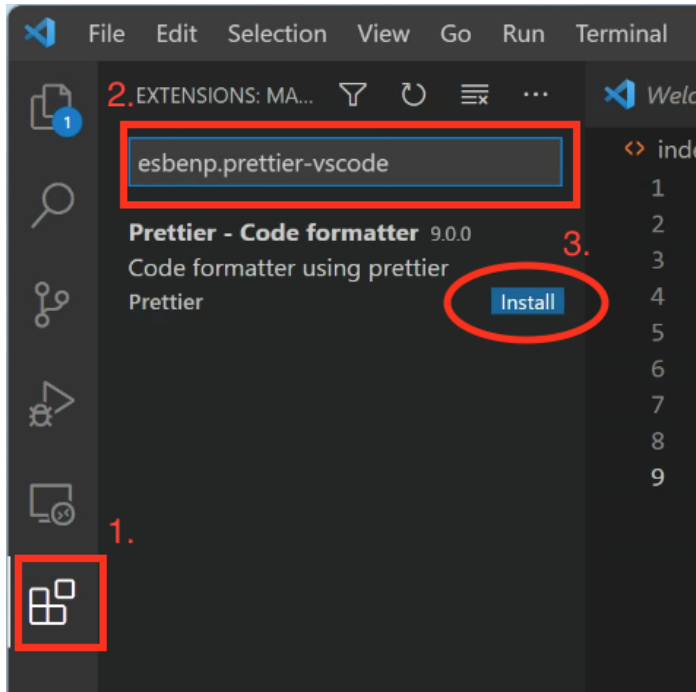 File Edit Selection View Go Run Terminal
1
2. EXTENSIONS: MA...
Welc
esbenp.prettier-vscode
inde
Prettier - Code formatter 9.0.0
3.
Code formatter using prettier
Prettier
Install
1
2
3
4
5
6
7
8
9
1.